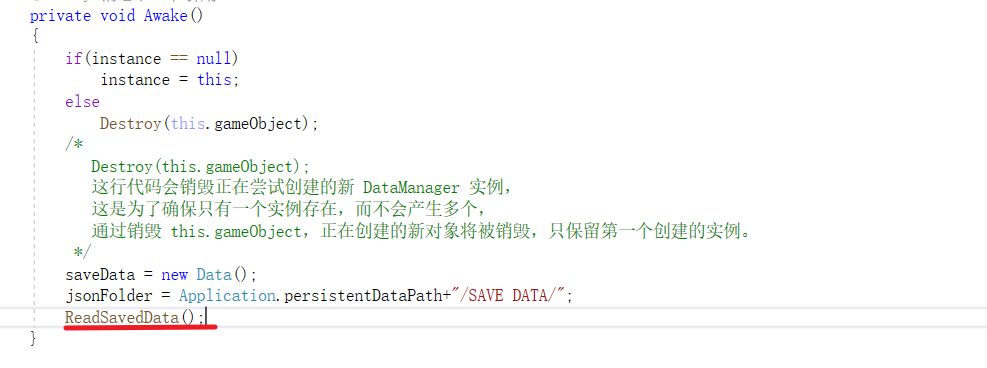 private void Awake()
{
if(instance == null)
instance = this;
else
Destroy(this.gameObject);
/*
Destroy(this.gameObject);
这行代码会销毁正在尝试创建的新 DataManager 实例，
这是为了确保只有一个实例存在，而不会产生多个，
通过销毁 this.gameObject，正在创建的新对象将被销毁，只保留第一个创建的实例。
*/
saveData = new Data();
jsonFolder = Application.persistentDataPath+"/SAVE DATA/";
ReadSavedData();
}